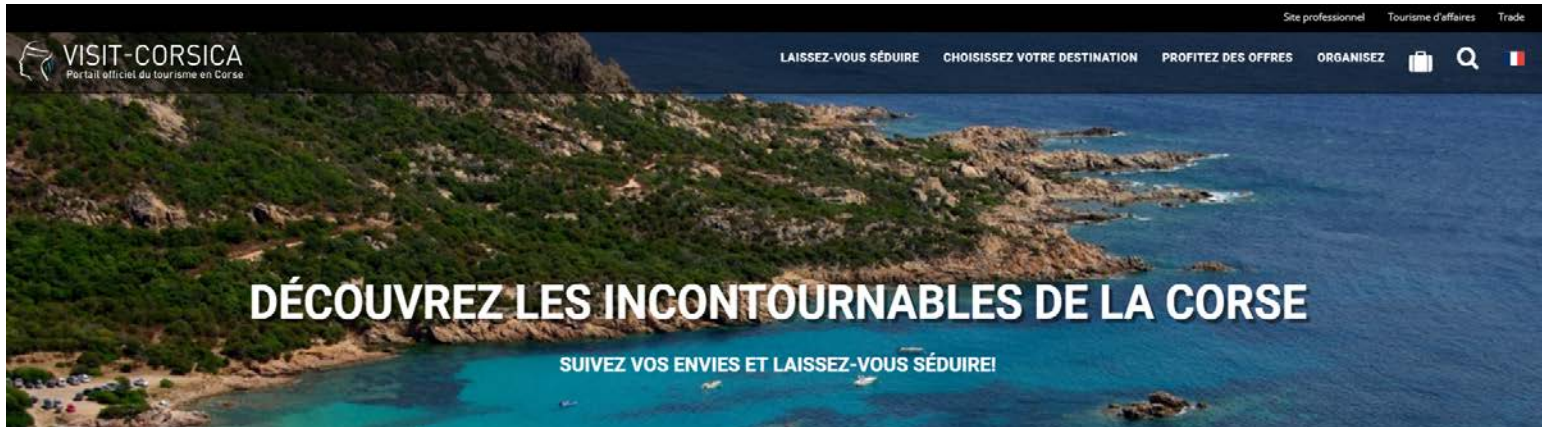 Site professionnel Tourisme d'affaires Trade
VISIT-CORSICA
Portail officiel du tourisme en Corse
LAISSEZ-VOUS SÉDUIRE CHOISISSEZ VOTRE DESTINATION PROFITEZ DES OFFRES ORGANISEZ
DÉCOUVREZ LES INCONTOURNABLES DE LA CORSE
SUIVEZ VOS ENVIES ET LAISSEZ-VOUS SÉDUIRE!